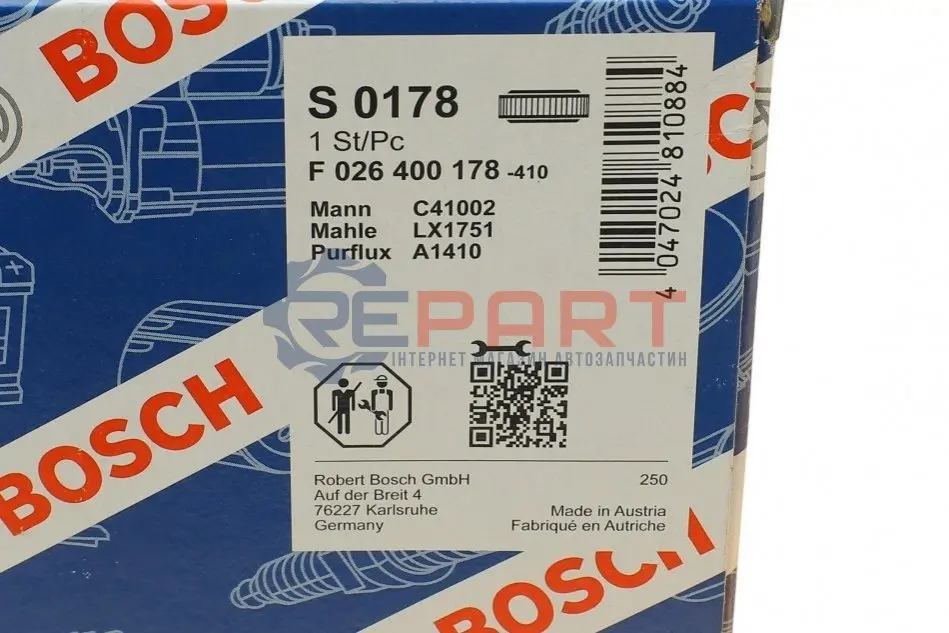 BOSCH
S 0178
1 St/Pc
F 026 400 178 -410
Mann C41002
Mahle LX1751
Purflux A1410
4 047024 810884
REPART
ІНТЕРНЕТ МАГАЗИН АВТОЗАПЧАСТИН
BOSCH
Robert Bosch GmbH
Auf der Breit 4
76227 Karlsruhe
Germany
250
Made in Austria
Fabriqué en Autriche
BOSCH